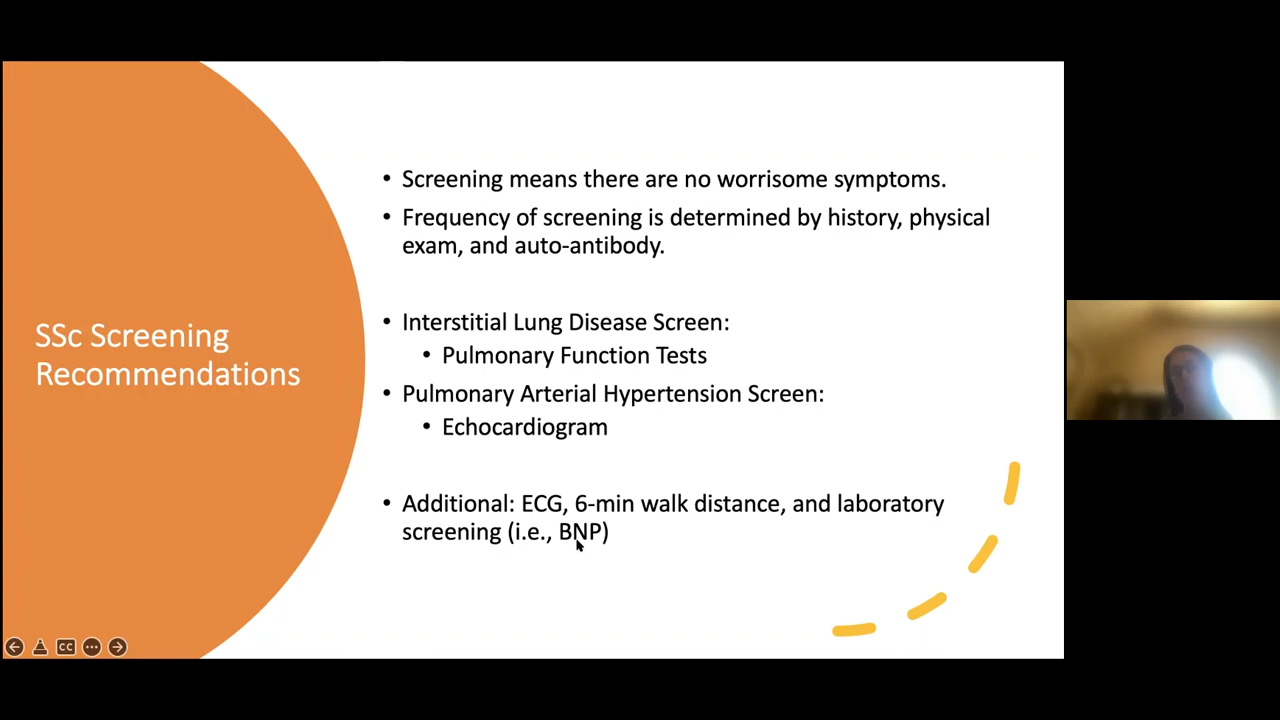 SSc Screening
Recommendations
• Screening means there are no worrisome symptoms.
• Frequency of screening is determined by history, physical
exam, and auto-antibody.
• Interstitial Lung Disease Screen:
• Pulmonary Function Tests
• Pulmonary Arterial Hypertension Screen:
• Echocardiogram
• Additional: ECG, 6-min walk distance, and laboratory
screening (i.e., BNP)
CC